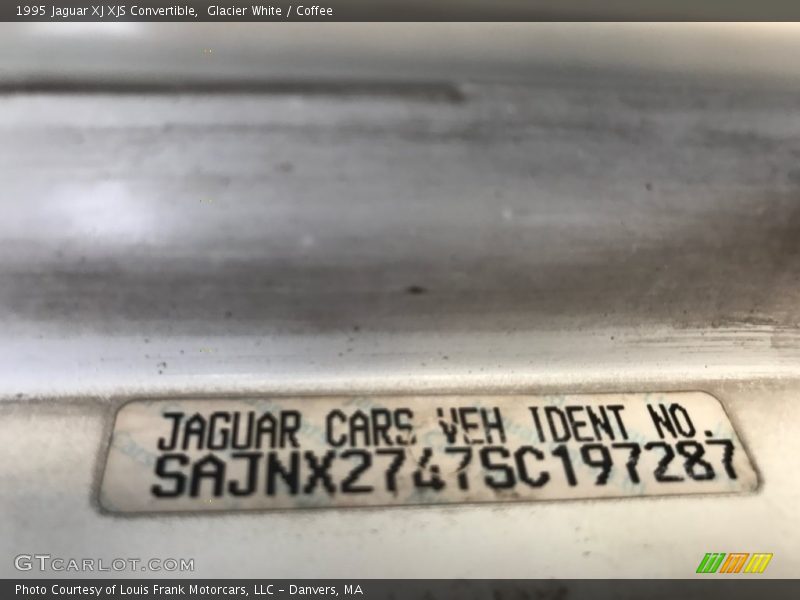 1995 Jaguar XJ XJS Convertible,  Glacier White / Coffee
JAGUAR CARS VEH IDENT NO.
SAJNX2747SC197287
GTCARLOT.COM
Photo Courtesy of Louis Frank Motorcars, LLC – Danvers, MA